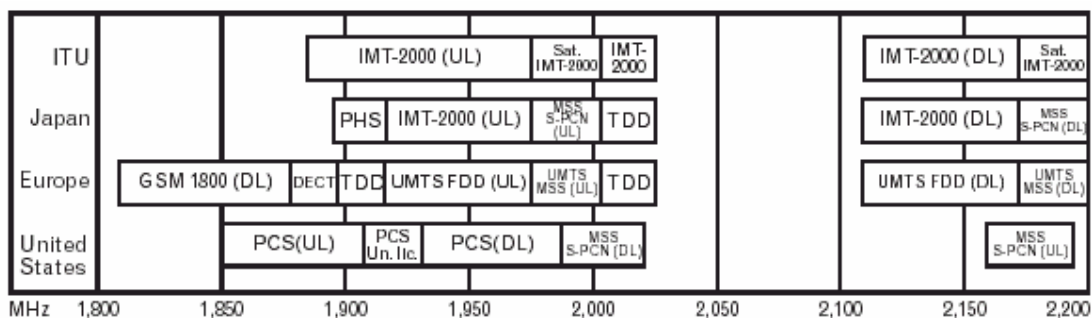 ITU IMT-2000 (UL) Sat. IMT-2000 IMT-2000 IMT-2000 (DL) Sat. IMT-2000
Japan PHS IMT-2000 (UL) MSS S-PCN (UL) TDD IMT-2000 (DL) MSS S-PCN (DL)
Europe GSM 1800 (DL) DECT TDD UMTS FDD (UL) UMTS MSS (UL) TDD UMTS FDD (DL) UMTS MSS (DL)
United States PCS(UL) PCS Un. lic. PCS(DL) MSS S-PCN (DL) MSS S-PCN (UL)
MHz 1,800 1,850 1,900 1,950 2,000 2,050 2,100 2,150 2,200